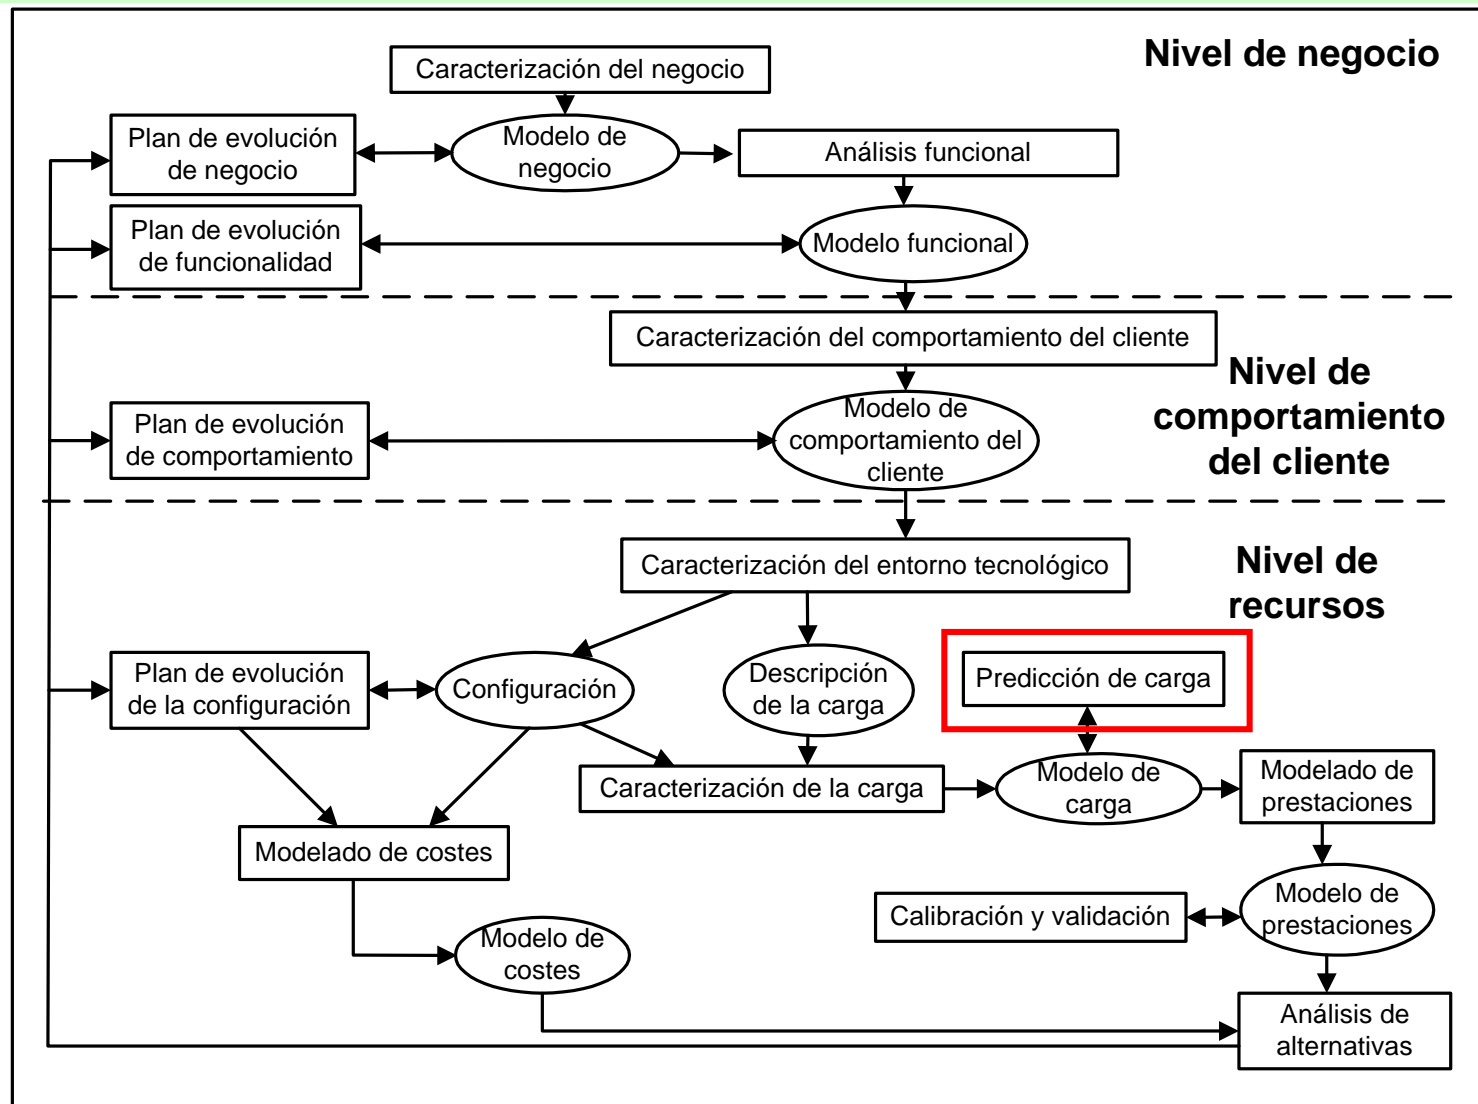 Nivel de negocio
Caracterización del negocio
Plan de evolución
de negocio
Modelo de
negocio
Análisis funcional
Plan de evolución
de funcionalidad
Modelo funcional
Caracterización del comportamiento del cliente
Nivel de
comportamiento
del cliente
Plan de evolución
de comportamiento
Modelo de
comportamiento del
cliente
Caracterización del entorno tecnológico
Nivel de
recursos
Plan de evolución
de la configuración
Configuración
Descripción
de la carga
Predicción de carga
Caracterización de la carga
Modelo de
carga
Modelado de
prestaciones
Modelado de costes
Calibración y validación
Modelo de
prestaciones
Modelo de
costes
Análisis de
alternativas